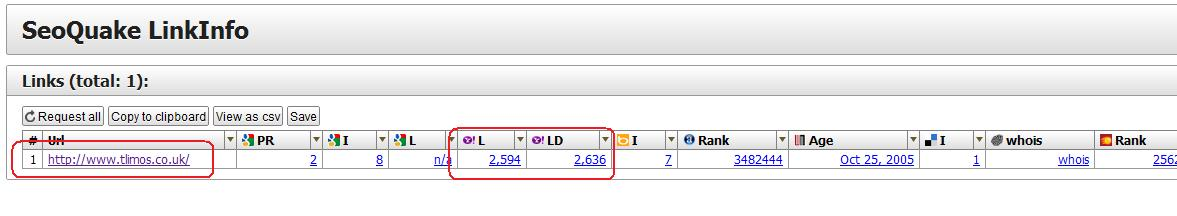 SeoQuake LinkInfo
Links (total: 1):
Request all Copy to clipboard View as csv Save
# Url PR I L L LD I Rank Age I whois Rank
1 http://www.tlimos.co.uk/ 2 8 n/a 2,594 2,636 7 3482444 Oct 25, 2005 1 whois 2562